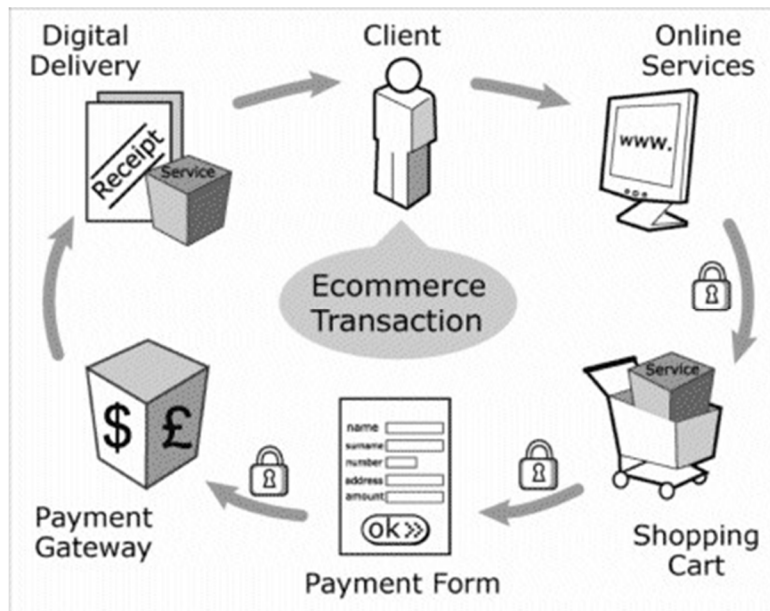 Digital
Delivery
Client
Online
Services
Receipt
Service
www.
Ecommerce
Transaction
Service
$ £
name
surname
number
address
amount
ok
Payment
Gateway
Payment Form
Shopping
Cart